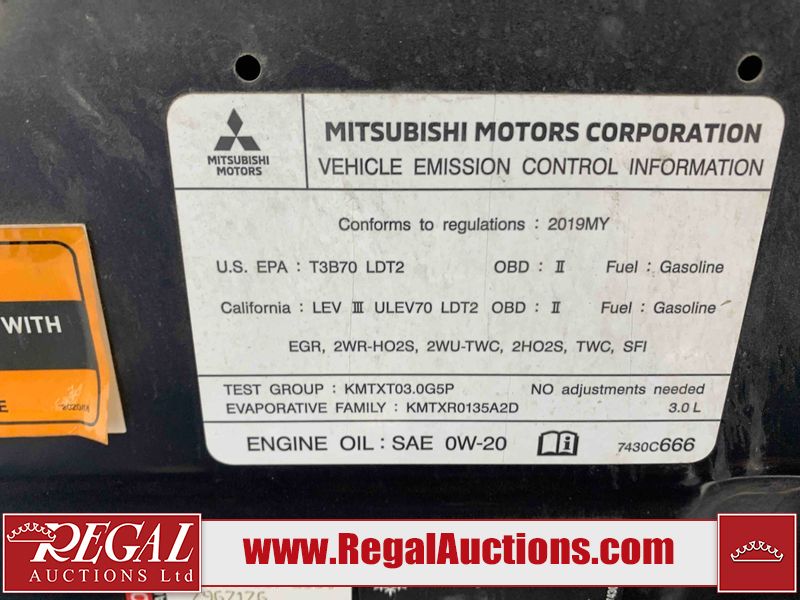 MITSUBISHI
MOTORS
MITSUBISHI MOTORS CORPORATION
VEHICLE EMISSION CONTROL INFORMATION
Conforms to regulations : 2019MY
U.S. EPA : T3B70 LDT2 OBD : II Fuel : Gasoline
California : LEV III ULEV70 LDT2 OBD : II Fuel : Gasoline
EGR, 2WR-HO2S, 2WU-TWC, 2HO2S, TWC, SFI
TEST GROUP : KMTXT03.0G5P NO adjustments needed
EVAPORATIVE FAMILY : KMTXR0135A2D 3.0 L
ENGINE OIL : SAE 0W-20 7430C666
WITH
REGAL
AUCTIONS Ltd
www.RegalAuctions.com